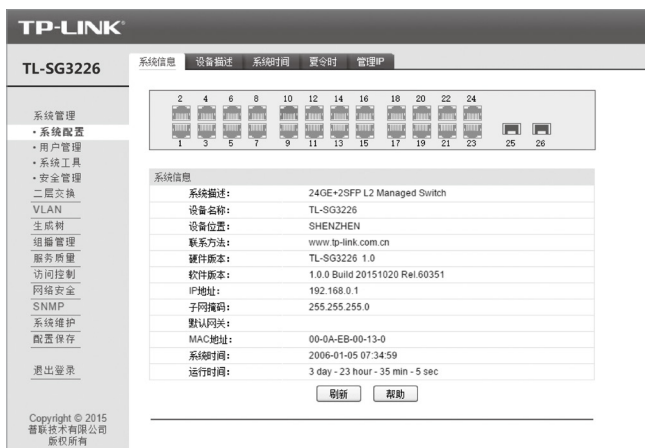 TP-LINK®
TL-SG3226
系统信息 设备描述 系统时间 夏令时 管理IP
系统管理
•系统配置
•用户管理
•系统工具
•安全管理
二层交换
VLAN
生成树
组播管理
服务质量
访问控制
网络安全
SNMP
系统维护
配置保存
退出登录
Copyright © 2015
普联技术有限公司
版权所有
2 4 6 8 10 12 14 16 18 20 22 24
1 3 5 7 9 11 13 15 17 19 21 23 25 26
系统信息
系统描述: 24GE+2SFP L2 Managed Switch
设备名称: TL-SG3226
设备位置: SHENZHEN
联系方法: www.tp-link.com.cn
硬件版本: TL-SG3226 1.0
软件版本: 1.0.0 Build 20151020 Rel.60351
IP地址: 192.168.0.1
子网掩码: 255.255.255.0
默认网关:
MAC地址: 00-0A-EB-00-13-0
系统时间: 2006-01-05 07:34:59
运行时间: 3 day - 23 hour - 35 min - 5 sec
刷新 帮助